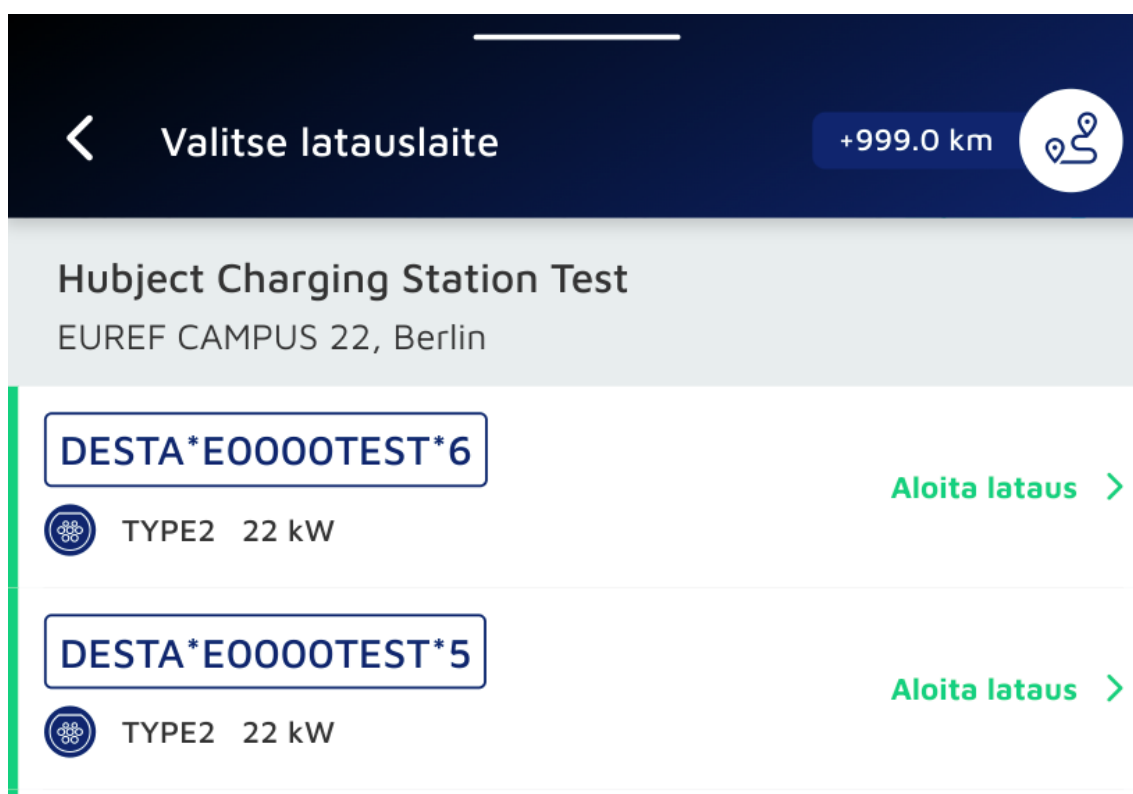 Valitse latauslaite
+999.0 km
Hubject Charging Station Test
EUREF CAMPUS 22, Berlin
DESTA*E0000TEST*6
Aloita lataus
TYPE2 22 kW
DESTA*E0000TEST*5
Aloita lataus
TYPE2 22 kW